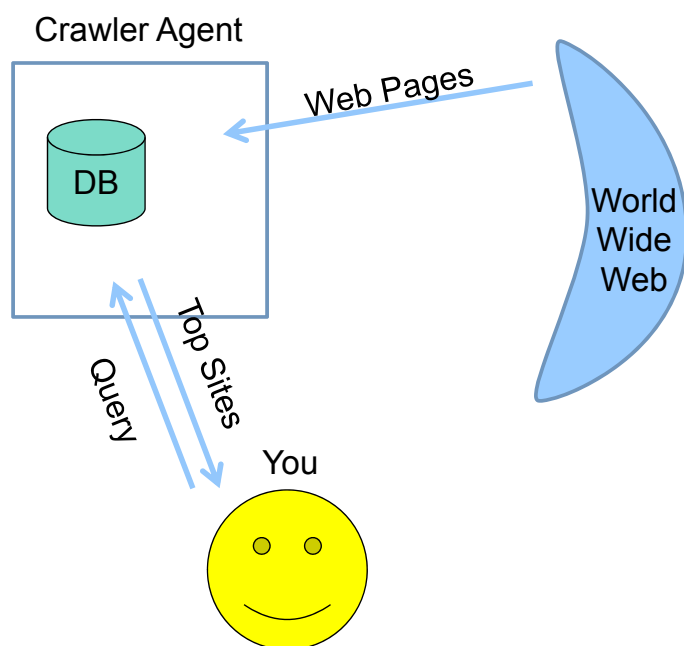 Crawler Agent
Web Pages
DB
World
Wide
Web
Top Sites
Query
You